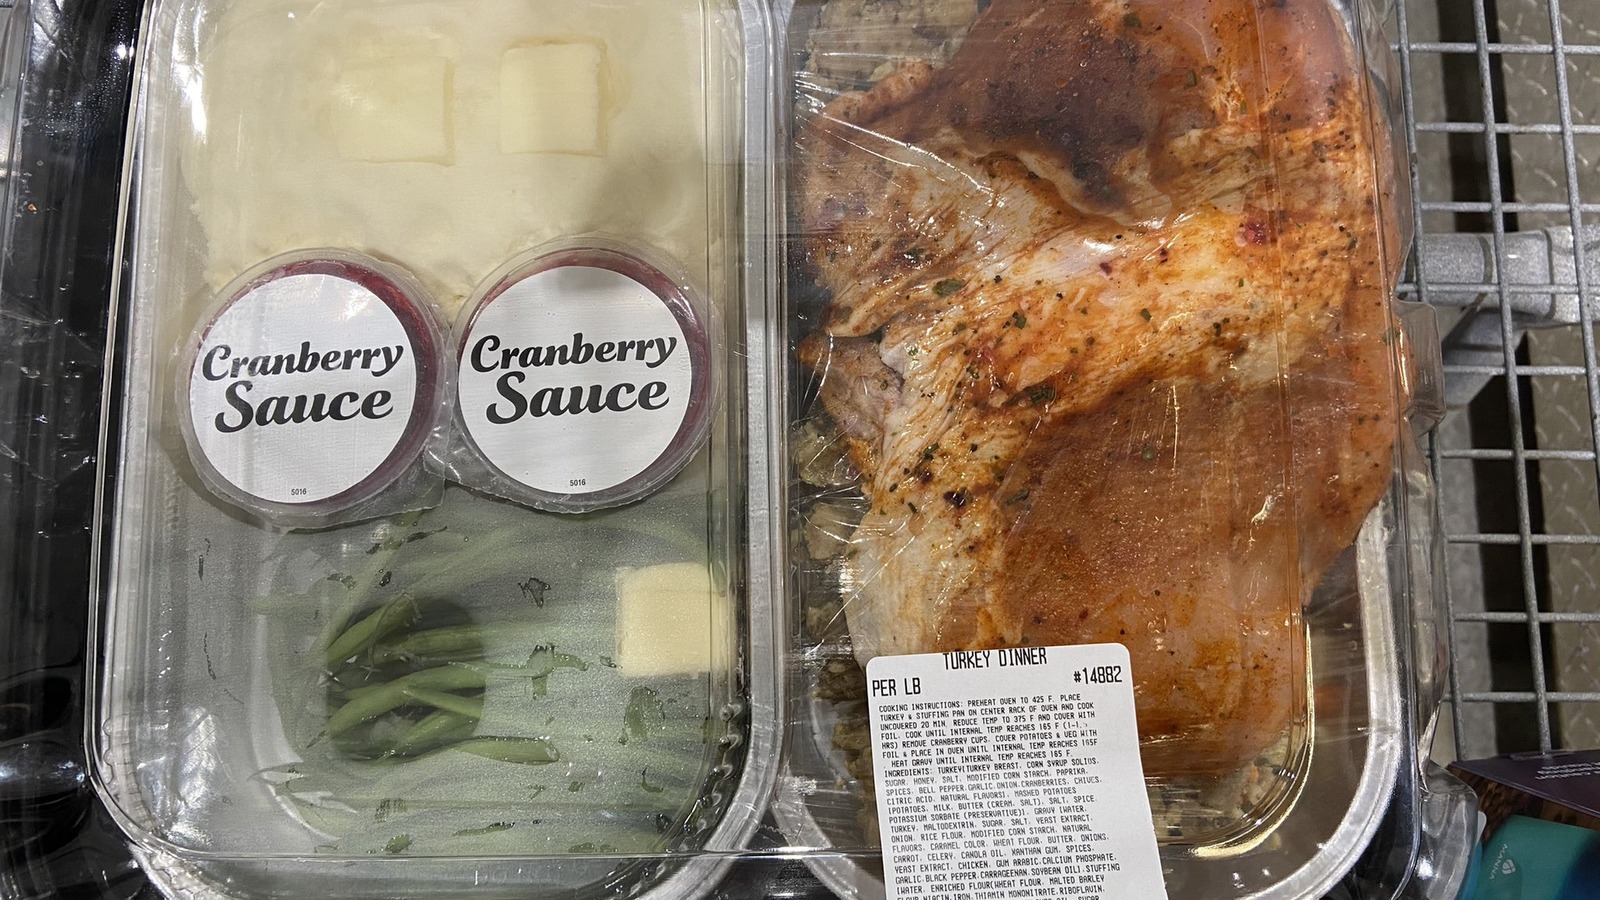 Cranberry
Sauce
5016
Cranberry
Sauce
5016
TURKEY DINNER
PER LB
#14882
COOKING INSTRUCTIONS: PREHEAT OVEN TO 425 F. PLACE
TURKEY & STUFFING PAN ON CENTER RACK OF OVEN AND COOK
UNCOVERED 20 MIN. REDUCE TEMP TO 375 F AND COVER WITH
FOIL. COOK UNTIL INTERNAL TEMP REACHES 165 F
HRS) REMOVE CRANBERRY CUPS. COVER POTATOES & VEG WITH
FOIL & PLACE IN OVEN UNTIL INTERNAL TEMP REACHES 165F
. HEAT GRAVY UNTIL INTERNAL TEMP REACHES 165 F.
INGREDIENTS: TURKEY(TURKEY BREAST, CORN SYRUP SOLIDS,
SUGAR, HONEY, SALT, MODIFIED CORN STARCH, PAPRIKA,
SPICES, BELL PEPPER,GARLIC,ONION,CRANBERRIES, CHIVES,
CITRIC ACID, NATURAL FLAVORS), MASHED POTATOES
(POTATOES, MILK, BUTTER (CREAM, SALT), SALT, SPICE,
POTASSIUM SORBATE (PRESERVATIVE)), GRAVY (WATER,
TURKEY, MALTODEXTRIN, SUGAR, SALT, YEAST EXTRACT,
ONION, RICE FLOUR, MODIFIED CORN STARCH, NATURAL
FLAVORS, CARAMEL COLOR, WHEAT FLOUR, BUTTER, ONIONS,
CARROT, CELERY, CANOLA OIL, XANTHAN GUM, SPICES,
YEAST EXTRACT, CHICKEN, GUM ARABIC,CALCIUM PHOSPHATE,
GARLIC,BLACK PEPPER,CARRAGEENAN,SOYBEAN OIL),STUFFING
(WATER, ENRICHED FLOUR(WHEAT FLOUR, MALTED BARLEY
FLOUR,NIACIN,IRON,THIAMIN MONONITRATE,RIBOFLAVIN,